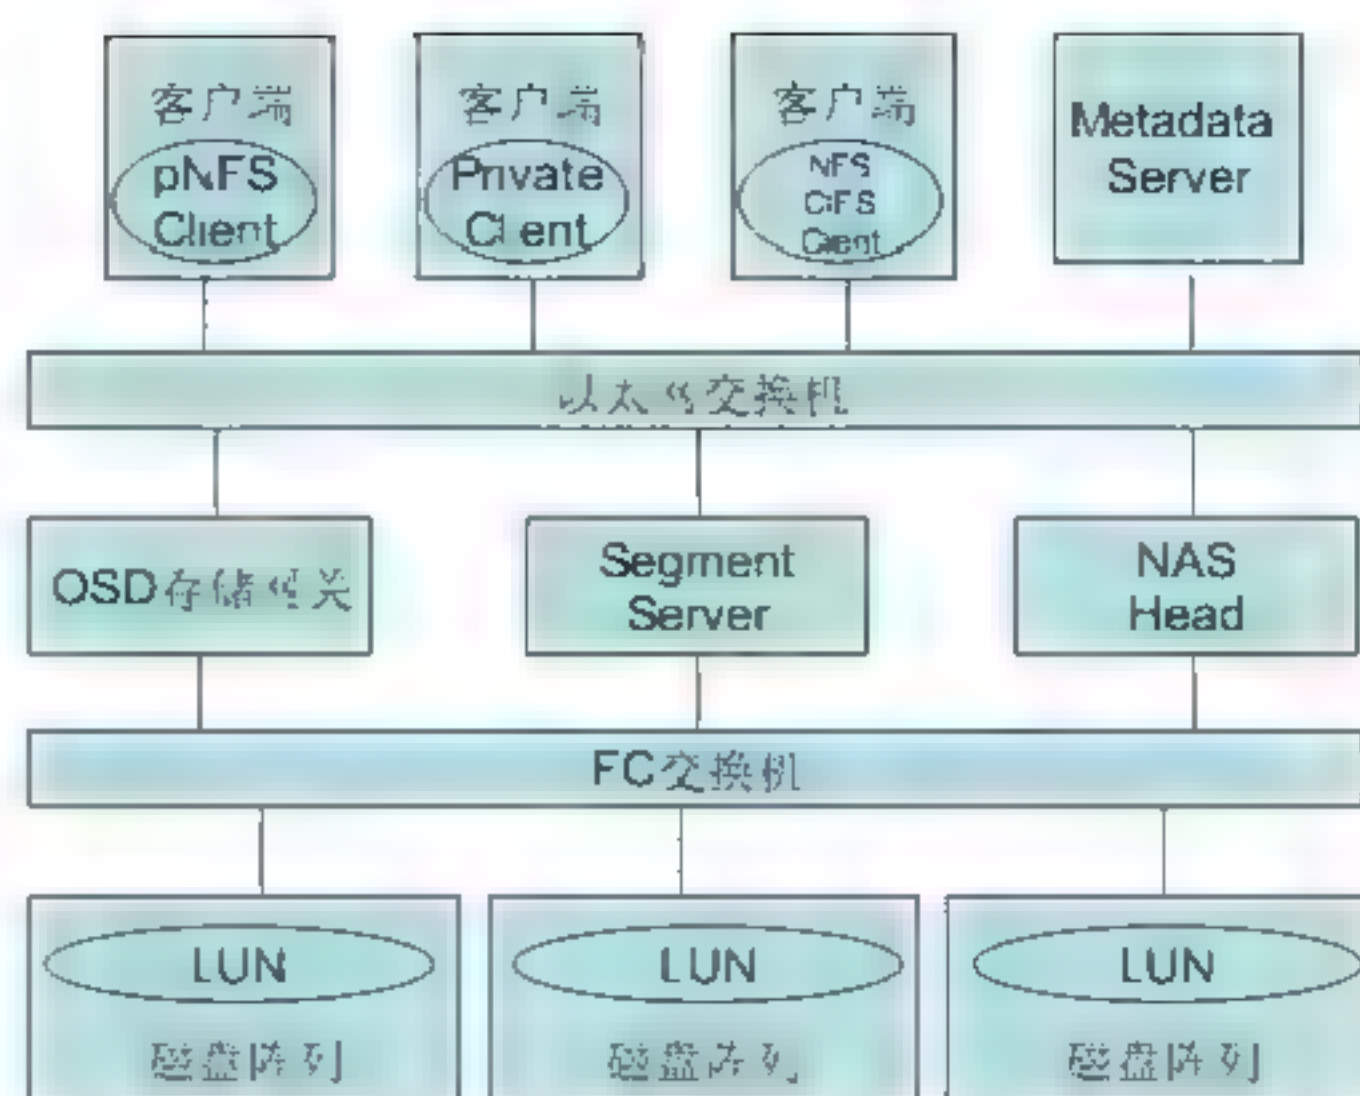 客户端
pNFS
Client
客户端
Private
Client
客户端
NFS
CIFS
Client
Metadata
Server
以太网交换机
OSD存储网关
Segment
Server
NAS
Head
FC交换机
LUN
磁盘阵列
LUN
磁盘阵列
LUN
磁盘阵列